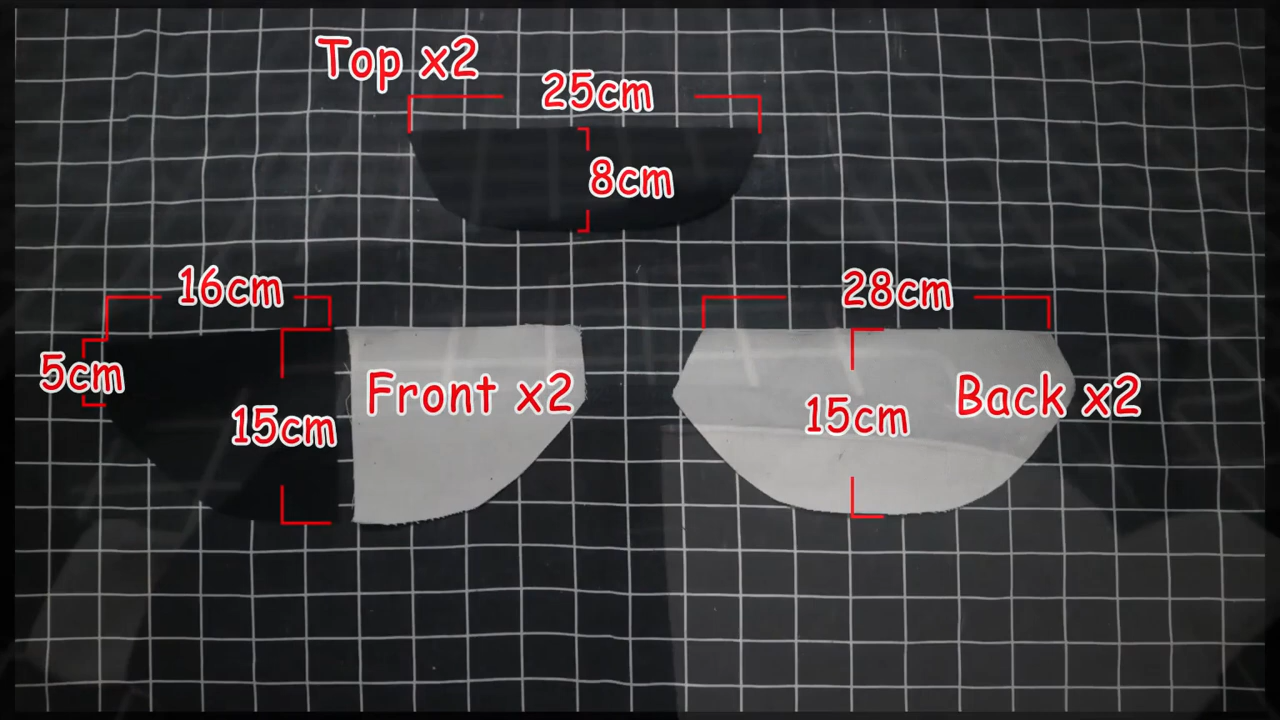 Top x2
25cm
8cm
16cm
5cm
15cm
Front x2
28cm
15cm
Back x2